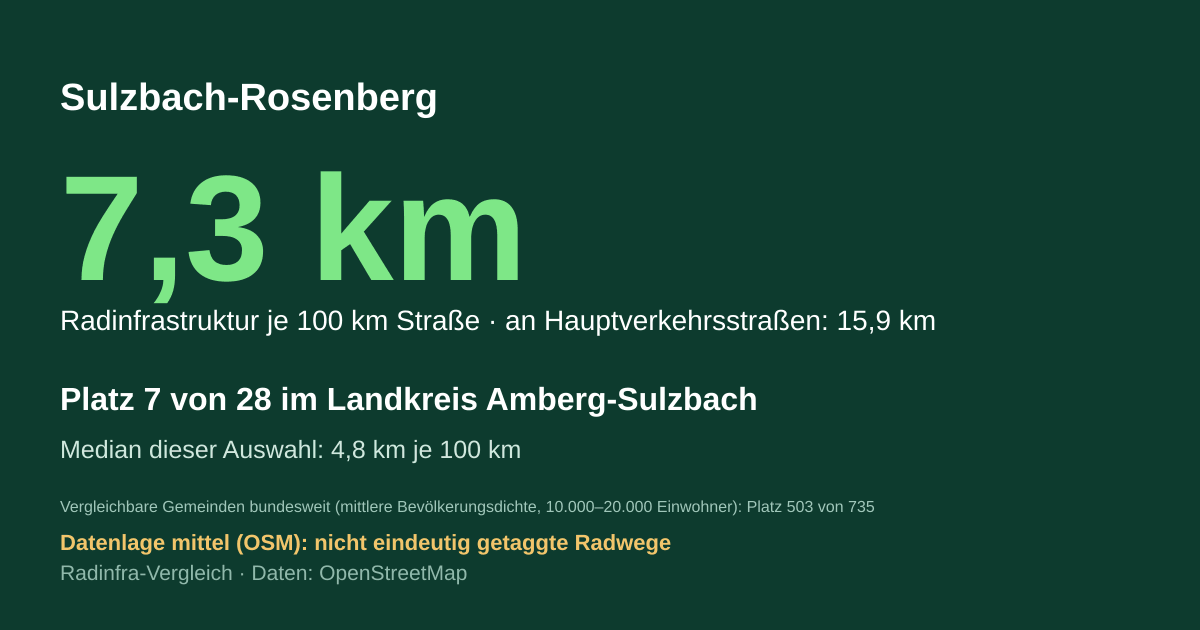 Sulzbach-Rosenberg
7,3 km
Radinfrastruktur je 100 km Straße · an Hauptverkehrsstraßen: 15,9 km
Platz 7 von 28 im Landkreis Amberg-Sulzbach
Median dieser Auswahl: 4,8 km je 100 km
Vergleichbare Gemeinden bundesweit (mittlere Bevölkerungsdichte, 10.000–20.000 Einwohner): Platz 503 von 735
Datenlage mittel (OSM): nicht eindeutig getaggte Radwege
Radinfra-Vergleich · Daten: OpenStreetMap